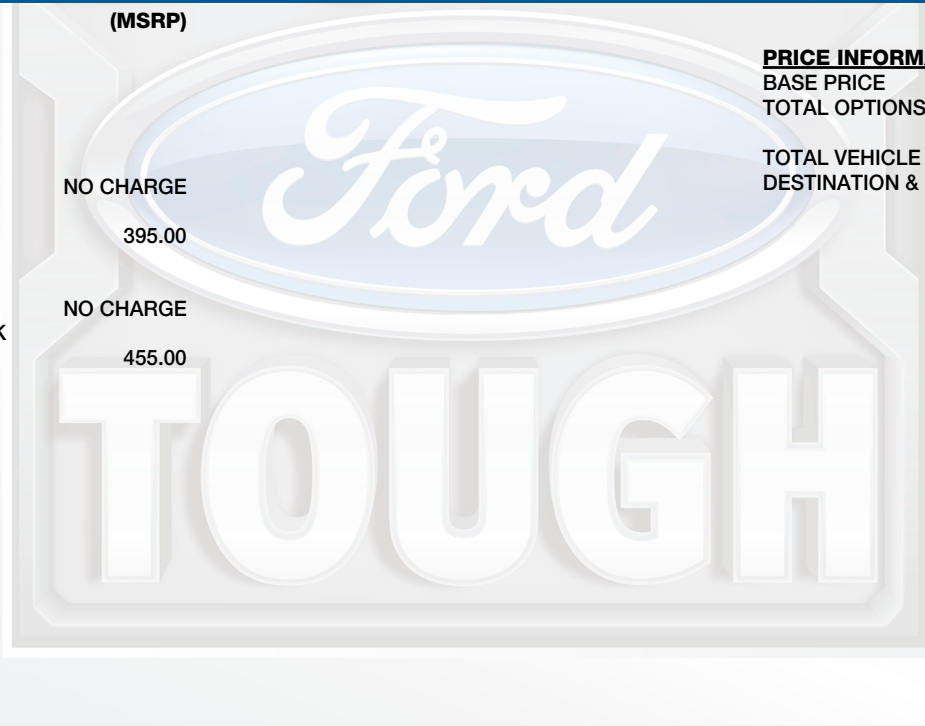 (MSRP)
NO CHARGE
395.00
NO CHARGE
455.00
PRICE INFORM
BASE PRICE
TOTAL OPTIONS
TOTAL VEHICLE
DESTINATION &
Ford
TOUGH